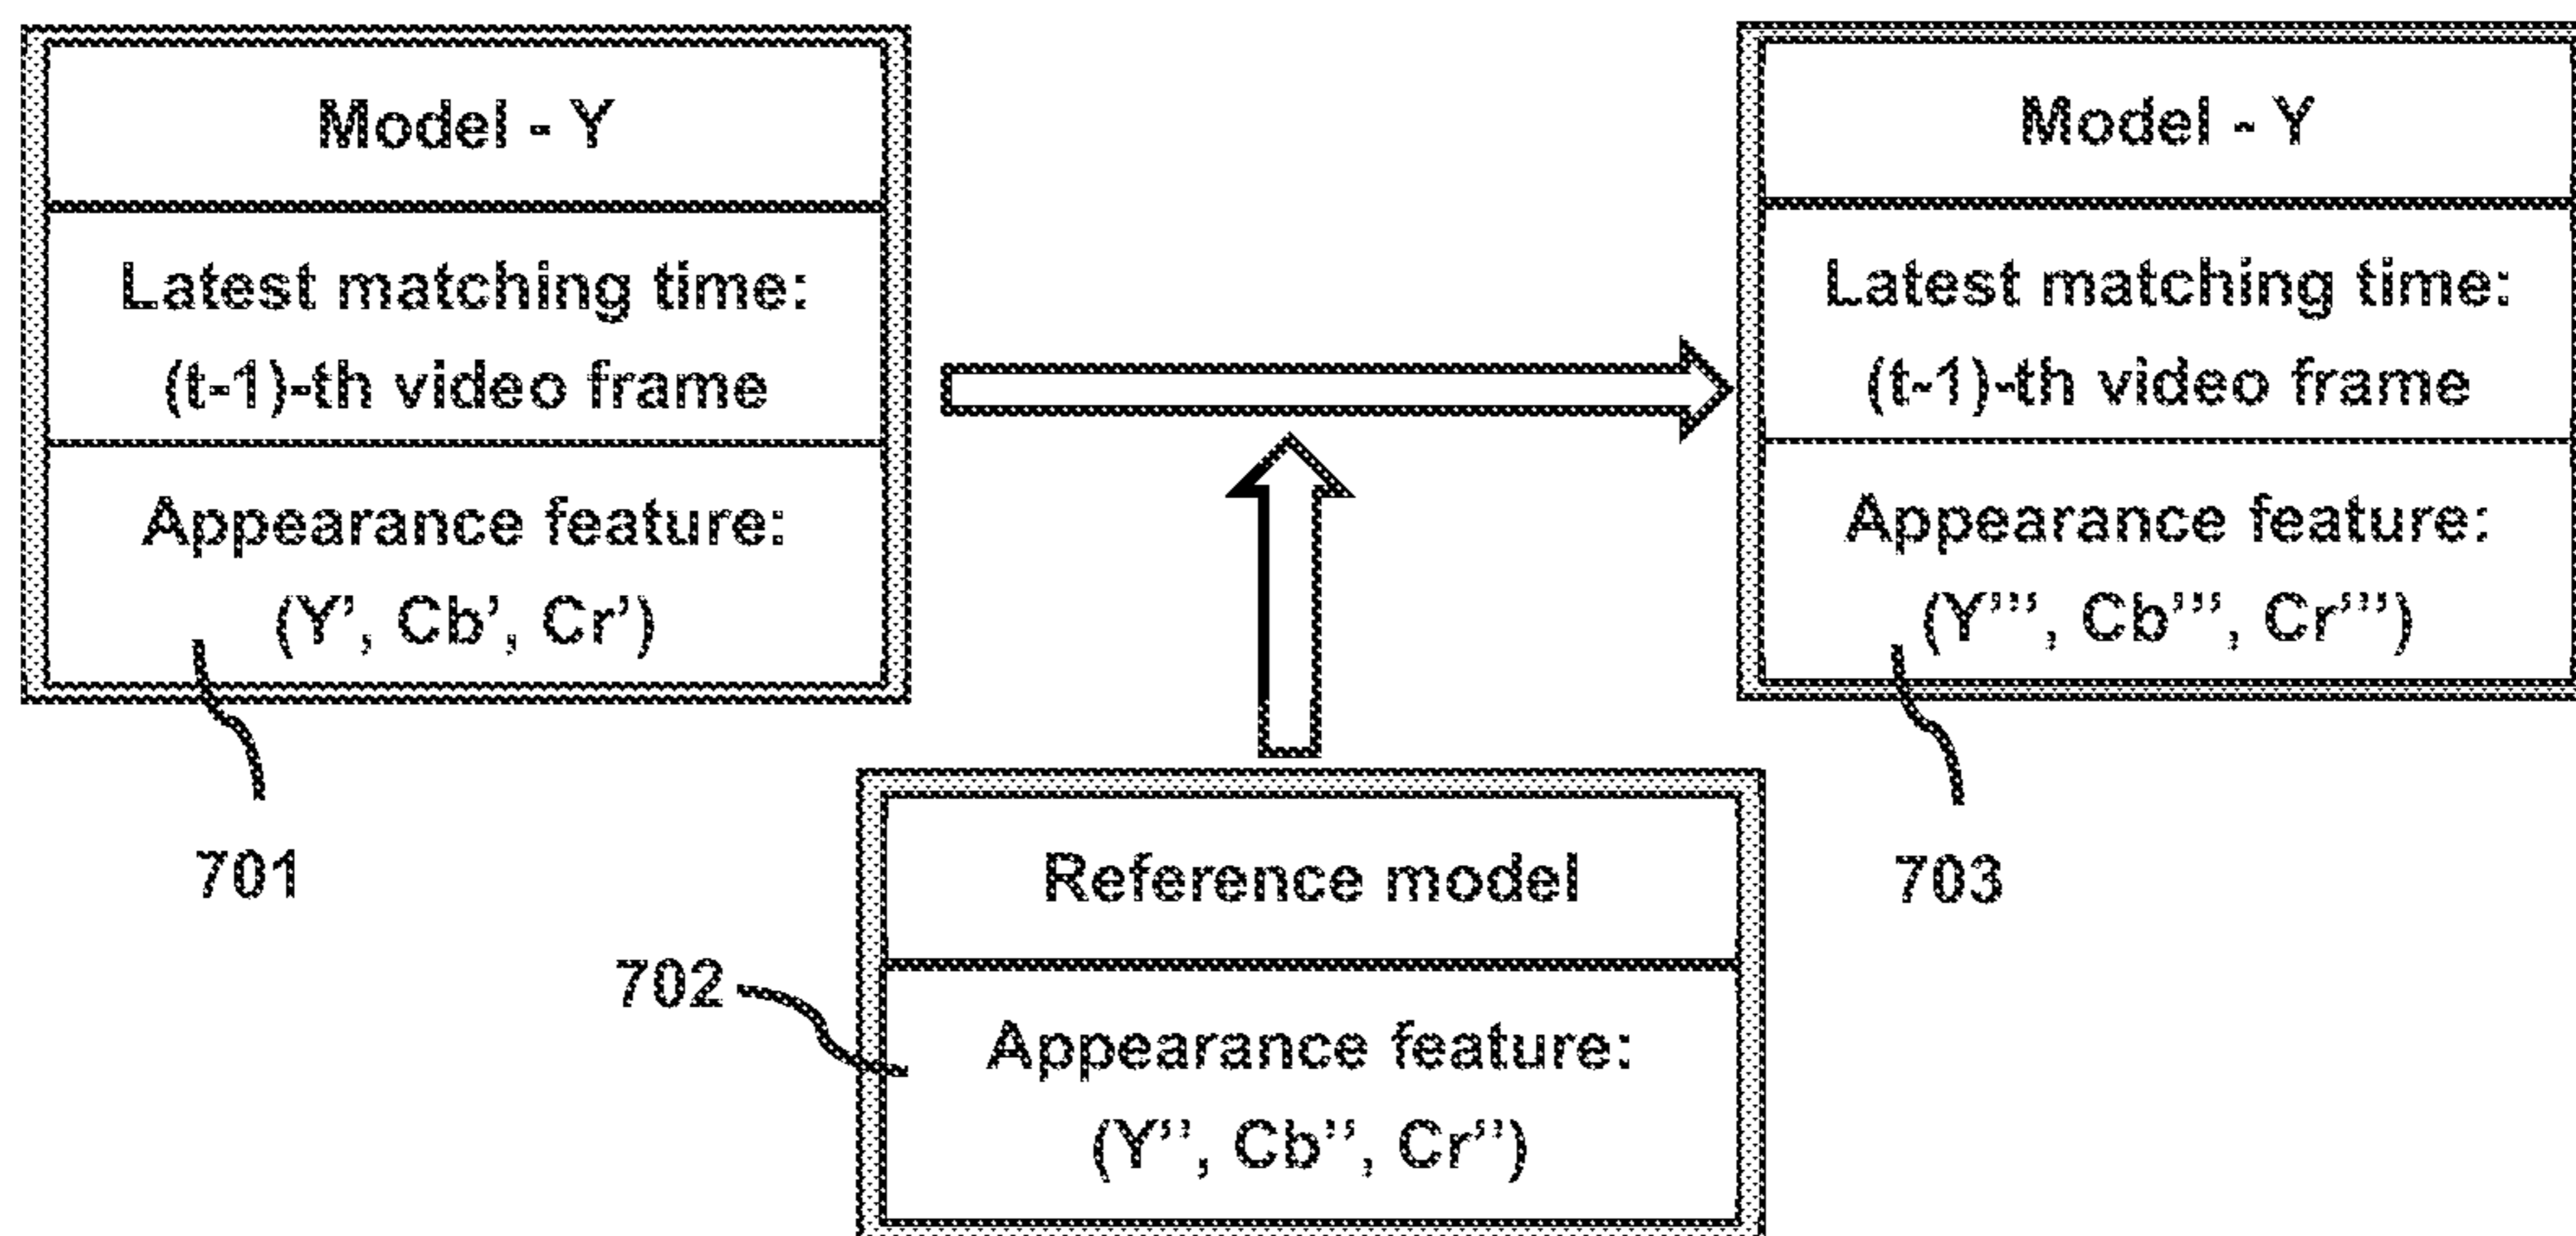 Model - Y
Latest matching time:
(t-1)-th video frame
Appearance feature:
(Y’, Cb’, Cr’)
701
Model - Y
Latest matching time:
(t-1)-th video frame
Appearance feature:
(Y’’’, Cb’’’, Cr’’’)
703
Reference model
702
Appearance feature:
(Y’’, Cb’’, Cr’’)